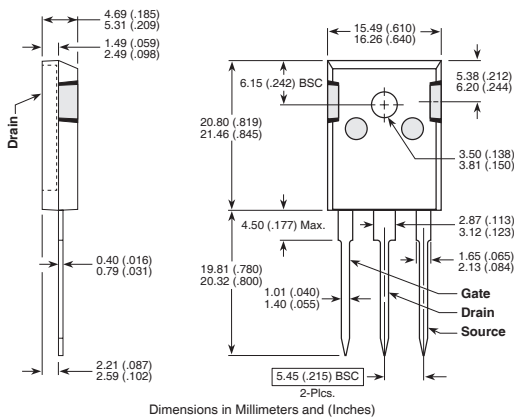 4.69 (.185)
5.31 (.209)
1.49 (.059)
2.49 (.098)
15.49 (.610)
16.26 (.640)
6.15 (.242) BSC
5.38 (.212)
6.20 (.244)
Drain
20.80 (.819)
21.46 (.845)
3.50 (.138)
3.81 (.150)
4.50 (.177) Max.
2.87 (.113)
3.12 (.123)
0.40 (.016)
0.79 (.031)
19.81 (.780)
20.32 (.800)
1.65 (.065)
2.13 (.084)
1.01 (.040)
1.40 (.055)
Gate
Drain
Source
2.21 (.087)
2.59 (.102)
5.45 (.215) BSC
2-Plcs.
Dimensions in Millimeters and (Inches)